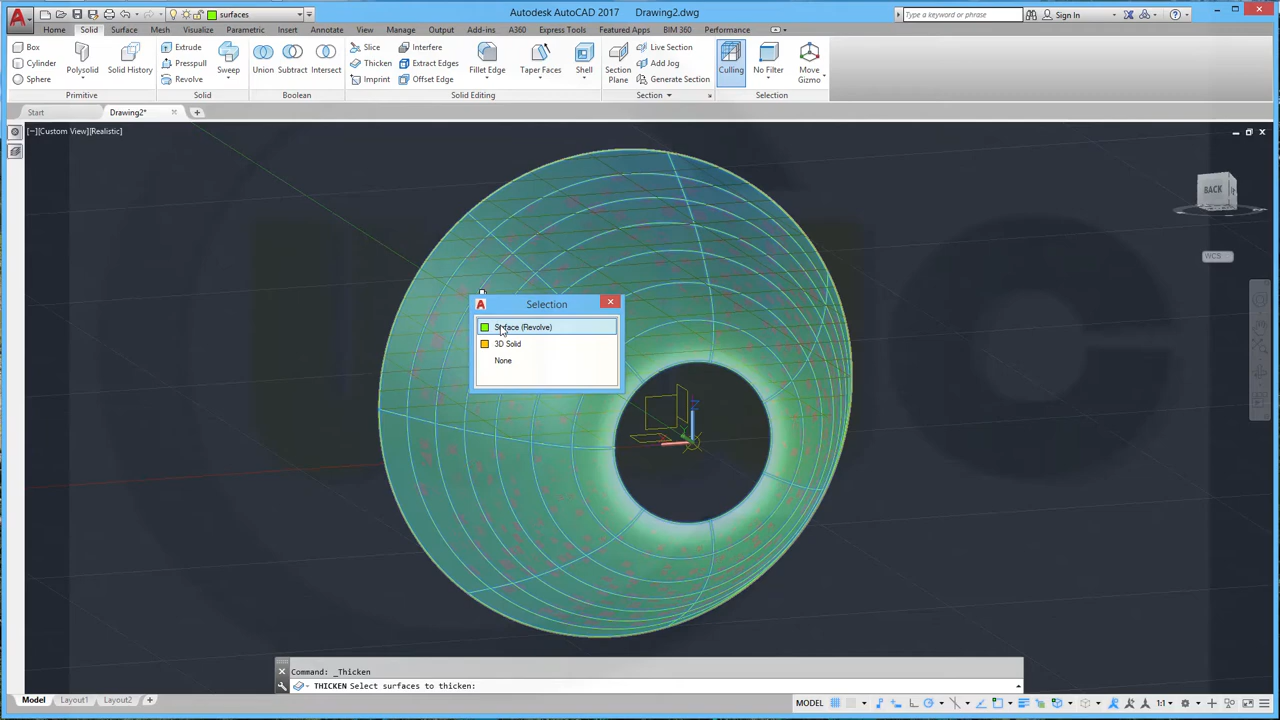 surfaces
Autodesk AutoCAD 2017 Drawing2.dwg
Type a keyword or phrase
Sign In
Home Solid Surface Mesh Visualize Parametric Insert Annotate View Manage Output Add-ins A360 Express Tools Featured Apps BIM 360 Performance
Box
Cylinder
Sphere
Polysolid
Solid History
Extrude
Presspull
Revolve
Sweep
Union
Subtract
Intersect
Slice
Thicken
Imprint
Interfere
Extract Edges
Offset Edge
Fillet Edge
Taper Faces
Shell
Section
Plane
Live Section
Add Jog
Generate Section
Culling
No Filter
Move
Gizmo
Primitive Solid Boolean Solid Editing Section Selection
Start Drawing2*
[−][Custom View][Realistic]
BACK
WCS
Selection
Surface (Revolve)
3D Solid
None
Z
Command: _Thicken
THICKEN Select surfaces to thicken:
Model Layout1 Layout2
MODEL
1:1